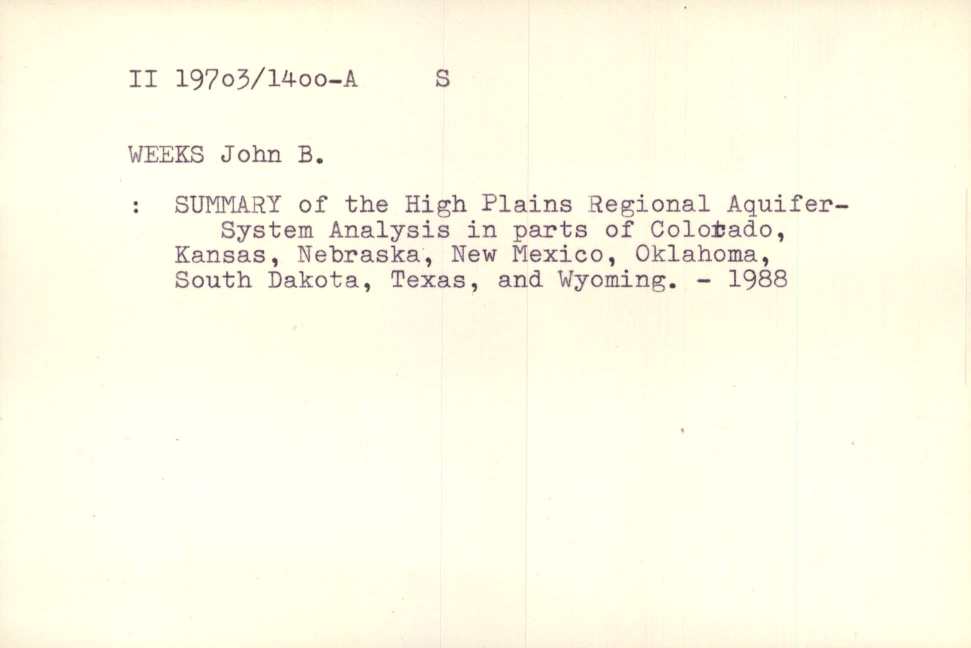 II 19703/1400-A S
WEEKS John B.
: SUMMARY of the High Plains Regional Aquifer-
System Analysis in parts of Colotado,
Kansas, Nebraska, New Mexico, Oklahoma,
South Dakota, Texas, and Wyoming. - 1988